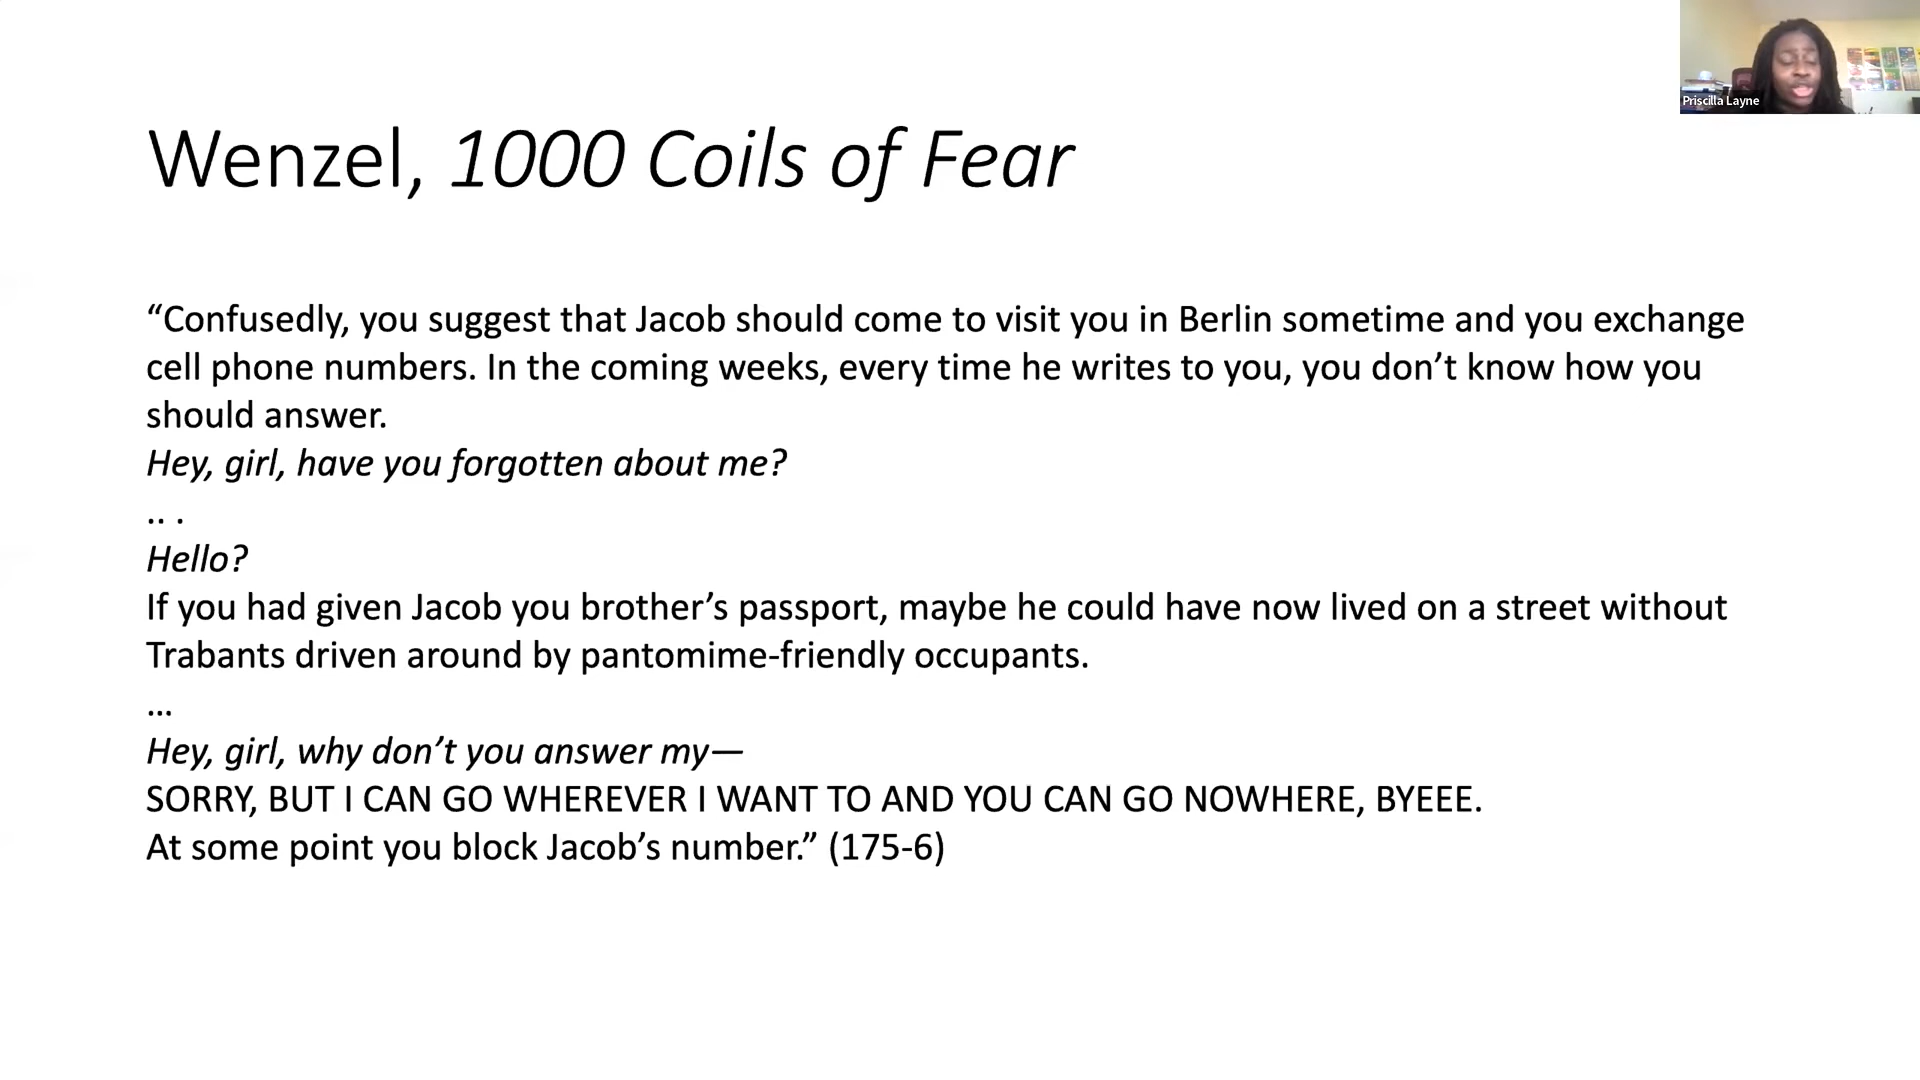 Priscilla Layne
Wenzel, 1000 Coils of Fear
“Confusedly, you suggest that Jacob should come to visit you in Berlin sometime and you exchange
cell phone numbers. In the coming weeks, every time he writes to you, you don’t know how you
should answer.
Hey, girl, have you forgotten about me?
.. .
Hello?
If you had given Jacob you brother’s passport, maybe he could have now lived on a street without
Trabants driven around by pantomime-friendly occupants.
…
Hey, girl, why don’t you answer my—
SORRY, BUT I CAN GO WHEREVER I WANT TO AND YOU CAN GO NOWHERE, BYEEE.
At some point you block Jacob’s number.” (175-6)